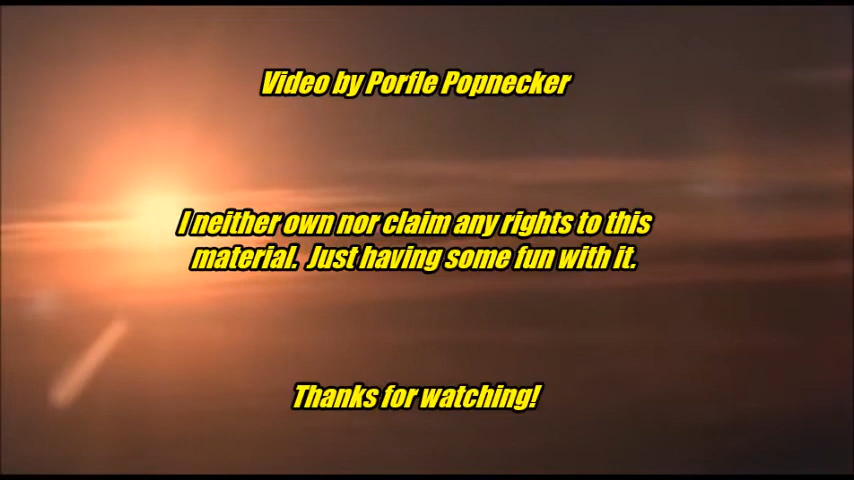 Video by Porfle Popnecker
I neither own nor claim any rights to this
material.  Just having some fun with it.
Thanks for watching!